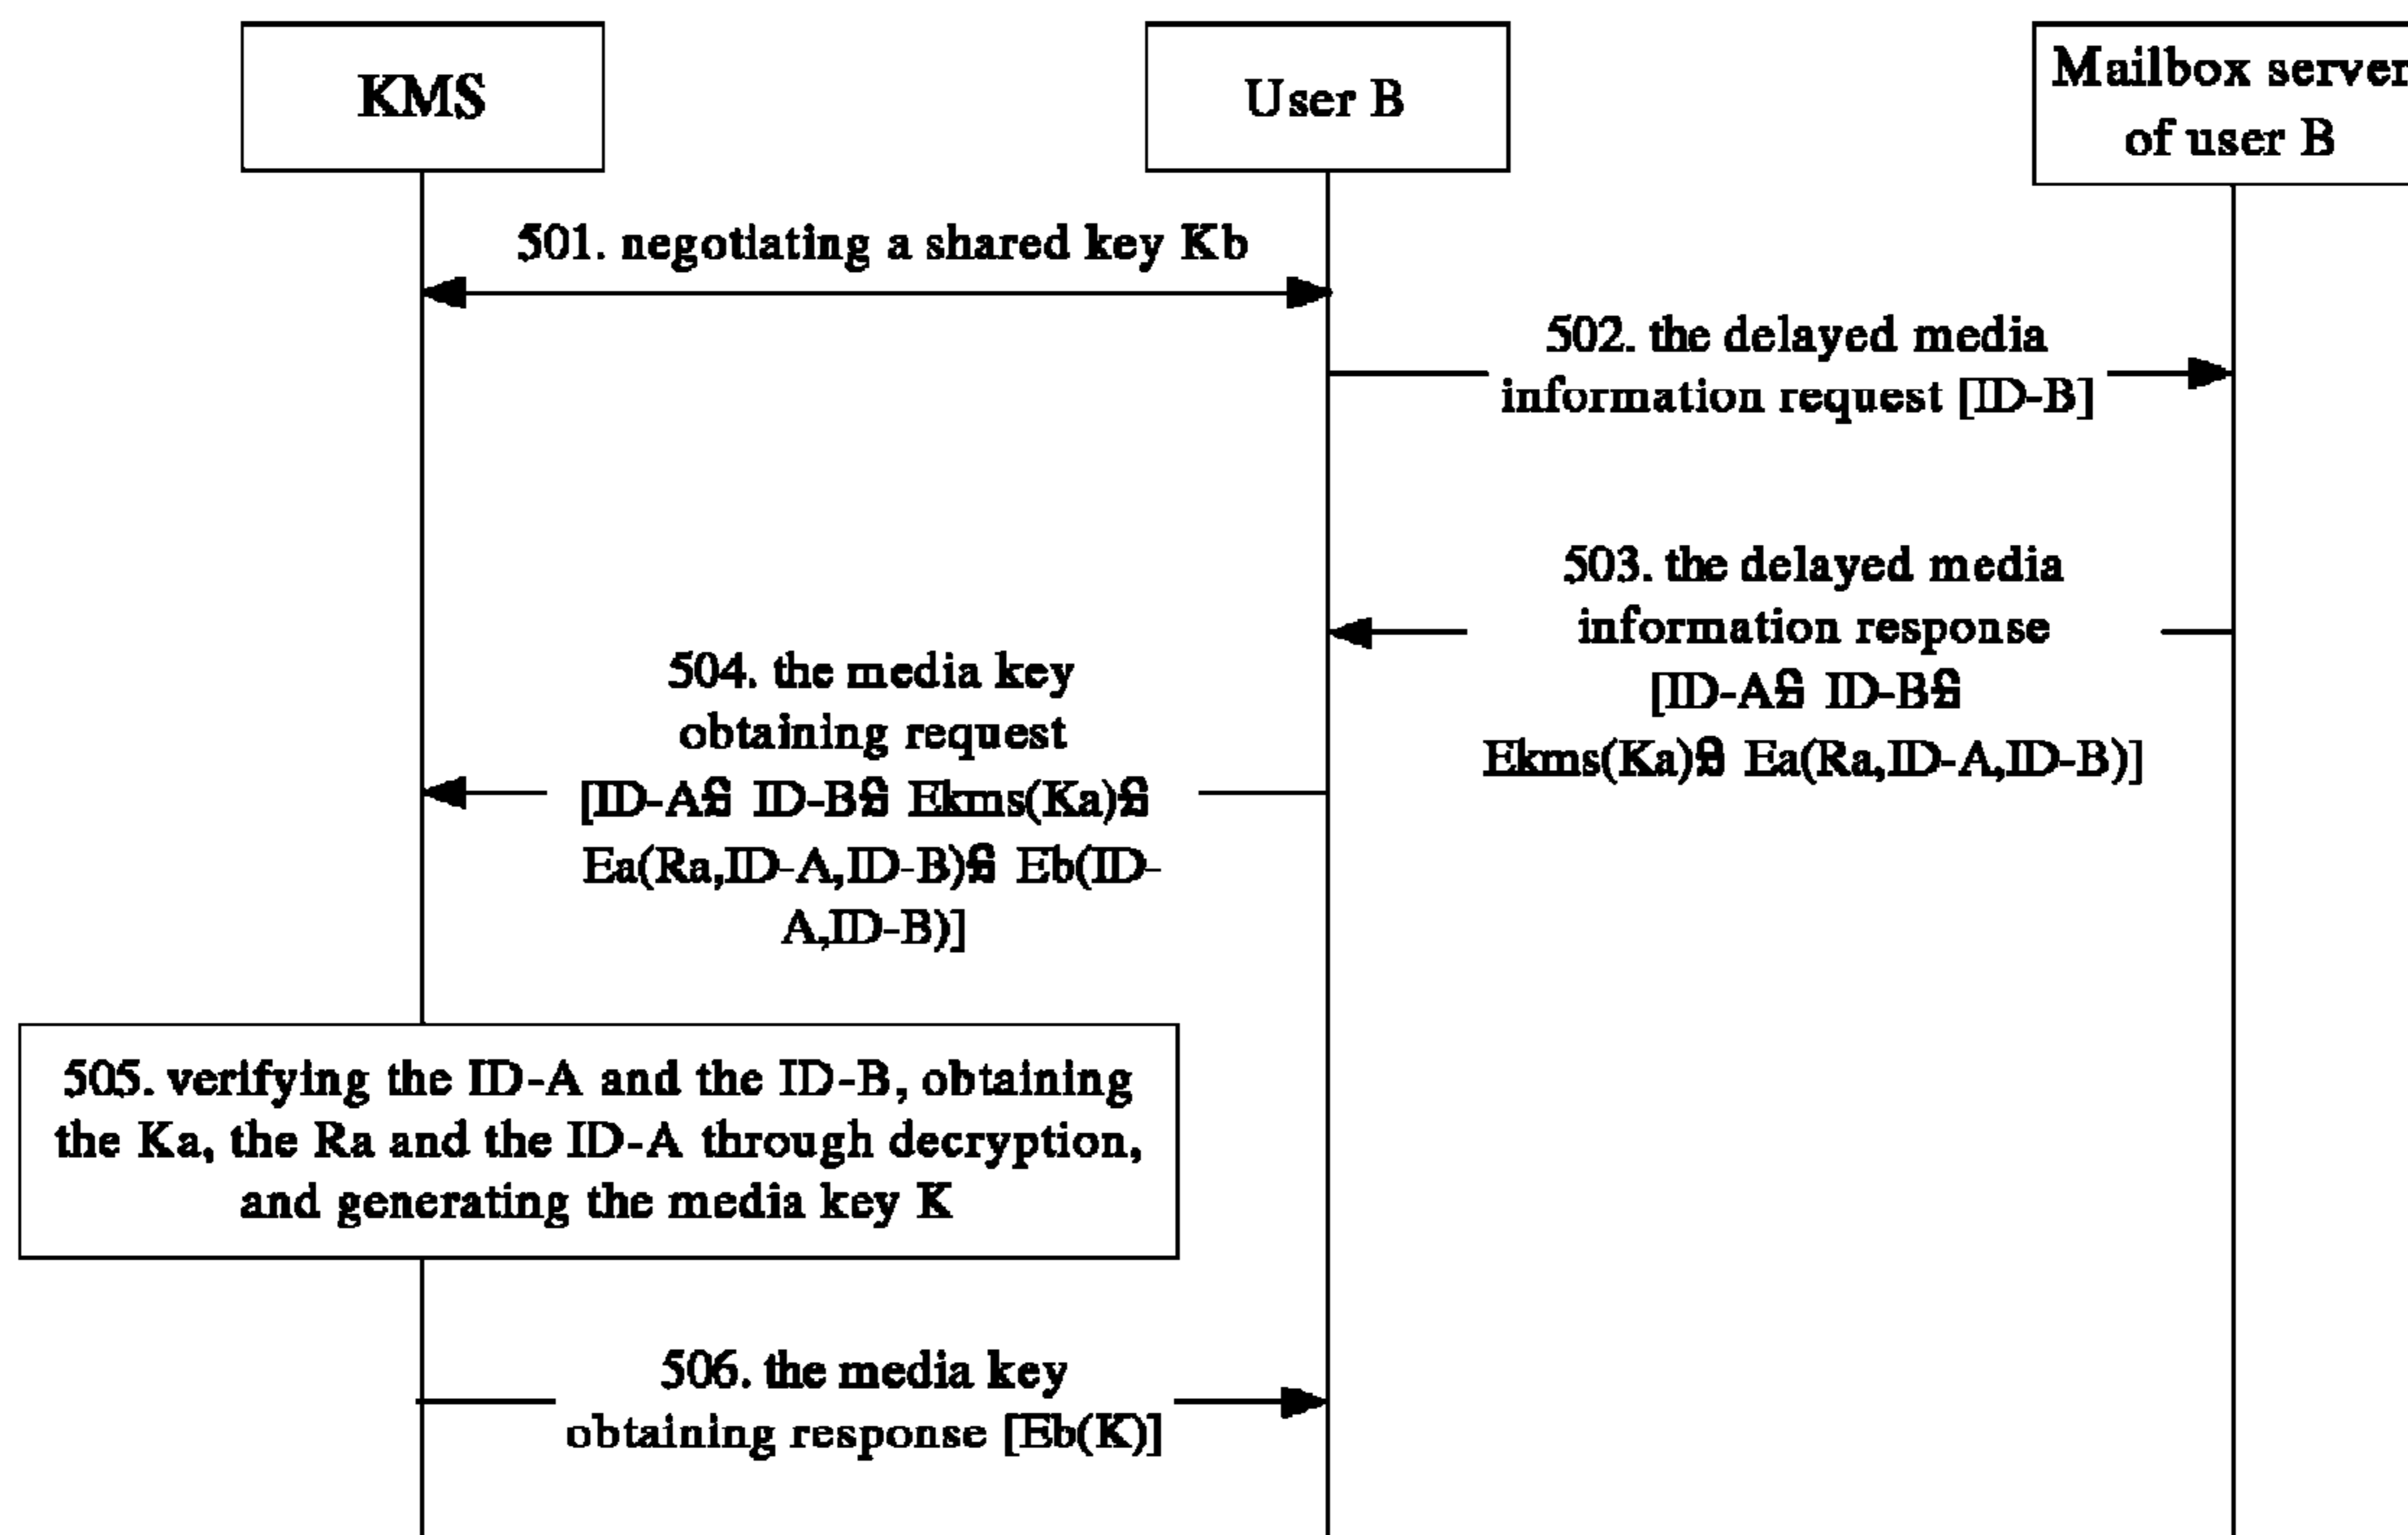 KMS
User B
Mailbox server
of user B
501. negotiating a shared key Kb
502. the delayed media
information request [ID-B]
503. the delayed media
information response
[ID-A£¬ ID-B£¬
Ekms(Ka)£¬ Ea(Ra,ID-A,ID-B)]
504. the media key
obtaining request
[ID-A£¬ ID-B£¬ Ekms(Ka)£¬
Ea(Ra,ID-A,ID-B)£¬ Eb(ID-
A,ID-B)]
505. verifying the ID-A and the ID-B, obtaining
the Ka, the Ra and the ID-A through decryption,
and generating the media key K
506. the media key
obtaining response [Eb(K)]